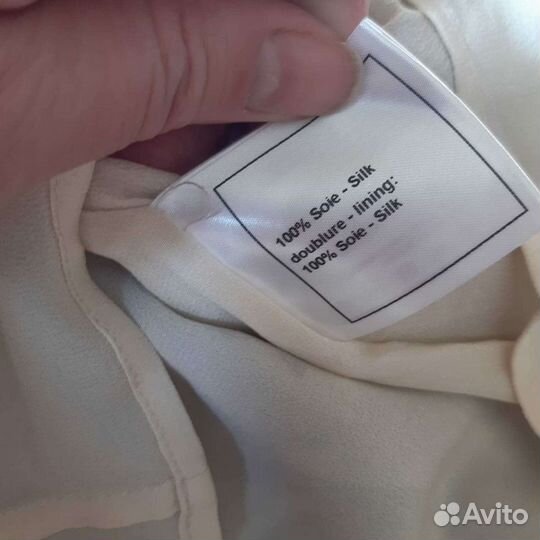 100% Soie - Silk
doublure - lining:
100% Soie - Silk
Avito